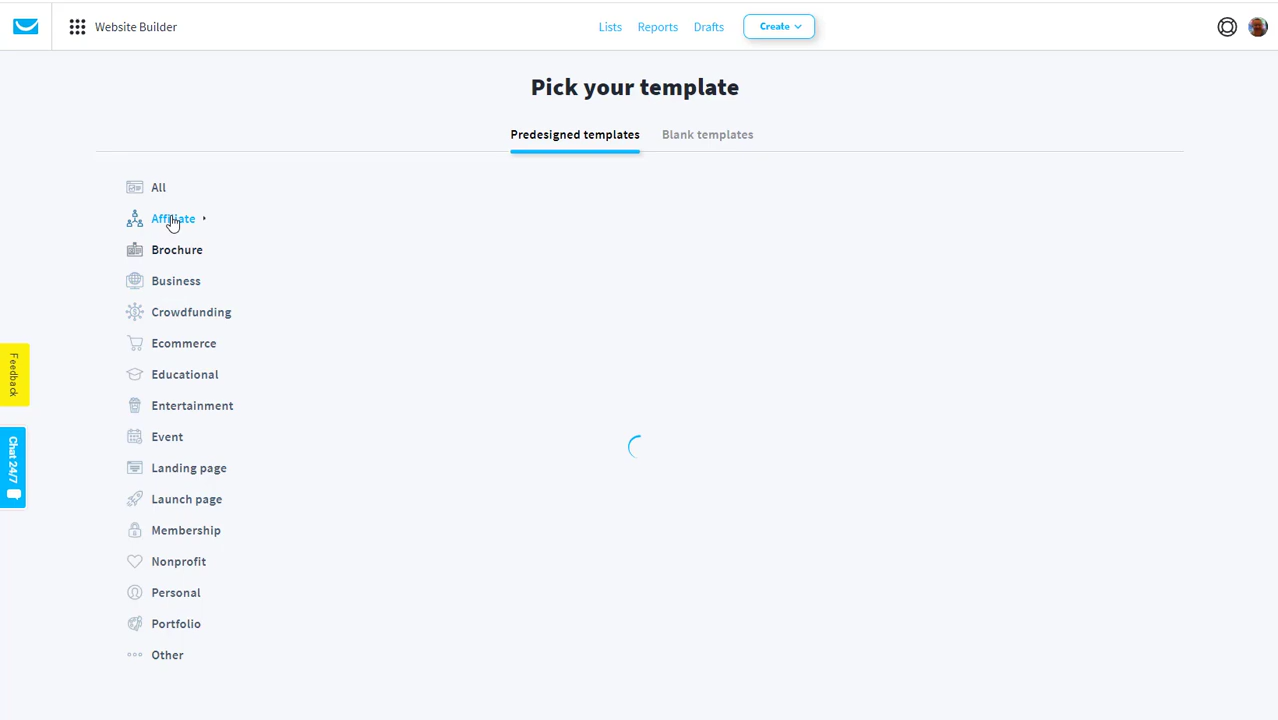 Website Builder
Lists
Reports
Drafts
Create
Pick your template
Predesigned templates
Blank templates
All
Affiliate
Brochure
Business
Crowdfunding
Ecommerce
Educational
Entertainment
Event
Landing page
Launch page
Membership
Nonprofit
Personal
Portfolio
Other
Feedback
Chat 24/7